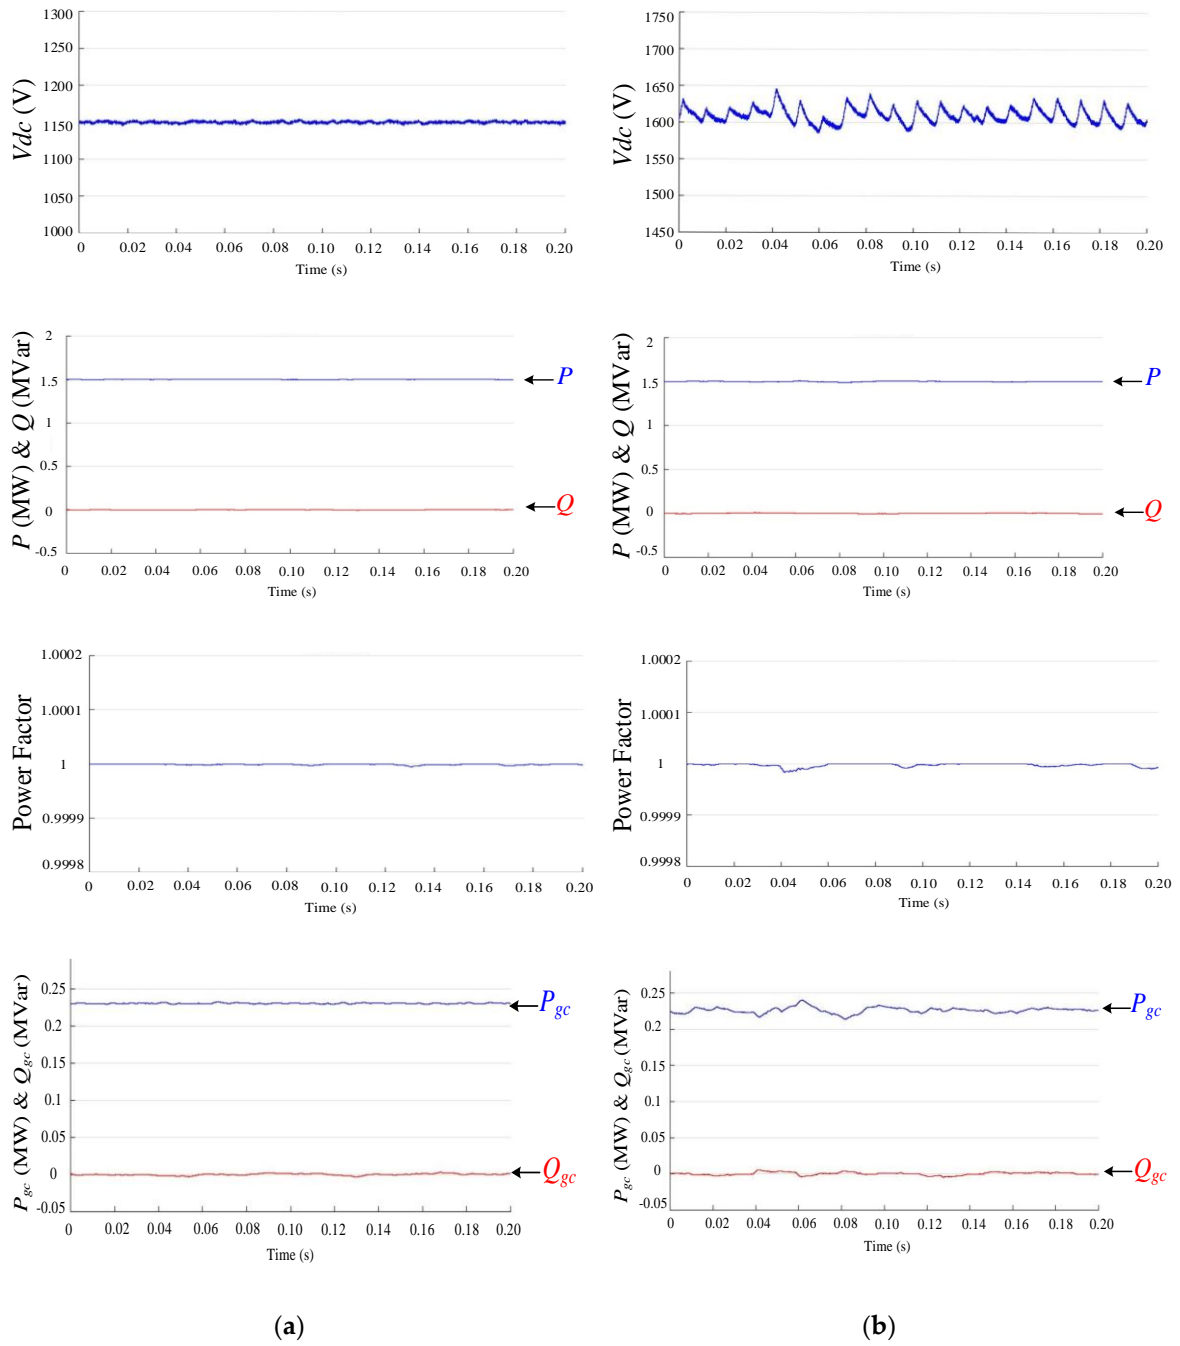 1300
1250
1200
1150
1100
1050
1000
Vdc (V)
0 0.02 0.04 0.06 0.08 0.10 0.12 0.14 0.16 0.18 0.20
Time (s)
1750
1700
1650
1600
1550
1500
1450
Vdc (V)
0 0.02 0.04 0.06 0.08 0.10 0.12 0.14 0.16 0.18 0.20
Time (s)
2
1.5
1
0.5
0
-0.5
P (MW) & Q (MVar)
P
Q
0 0.02 0.04 0.06 0.08 0.10 0.12 0.14 0.16 0.18 0.20
Time (s)
2
1.5
1
0.5
0
-0.5
P (MW) & Q (MVar)
P
Q
0 0.02 0.04 0.06 0.08 0.10 0.12 0.14 0.16 0.18 0.20
Time (s)
1.0002
1.0001
1
0.9999
0.9998
Power Factor
0 0.02 0.04 0.06 0.08 0.10 0.12 0.14 0.16 0.18 0.20
Time (s)
1.0002
1.0001
1
0.9999
0.9998
Power Factor
0 0.02 0.04 0.06 0.08 0.10 0.12 0.14 0.16 0.18 0.20
Time (s)
0.25
0.2
0.15
0.1
0.05
0
-0.05
Pgc (MW) & Qgc (MVar)
Pgc
Qgc
0 0.02 0.04 0.06 0.08 0.10 0.12 0.14 0.16 0.18 0.20
Time (s)
0.25
0.2
0.15
0.1
0.05
0
-0.05
Pgc (MW) & Qgc (MVar)
Pgc
Qgc
0 0.02 0.04 0.06 0.08 0.10 0.12 0.14 0.16 0.18 0.20
Time (s)
(a)
(b)